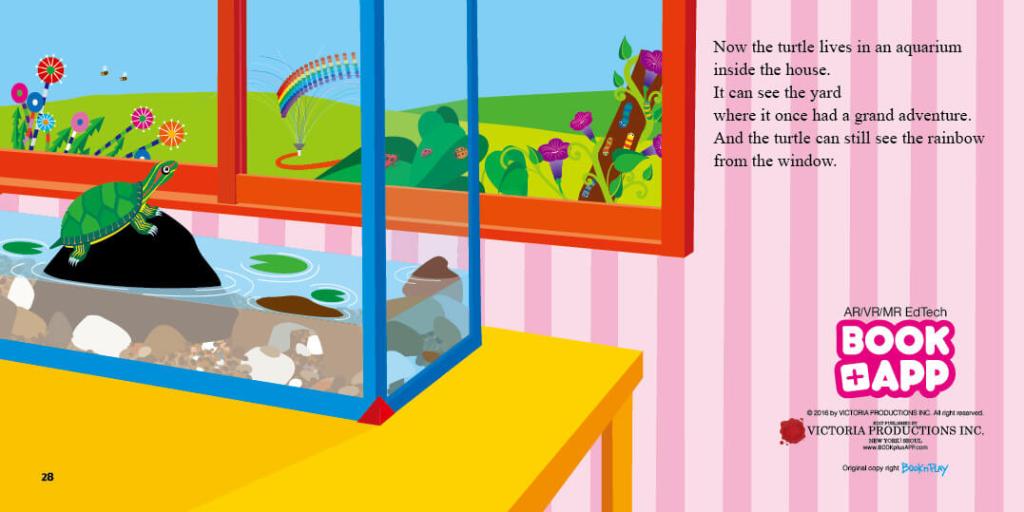 Now the turtle lives in an aquarium
inside the house.
It can see the yard
where it once had a grand adventure.
And the turtle can still see the rainbow
from the window.
AR/VR/MR EdTech
BOOK
+APP
© 2016 by VICTORIA PRODUCTIONS INC. All right reserved.
VICTORIA PRODUCTIONS INC.
NEW YORK/ SEOUL
www.BOOKplusAPP.com
Original copy right Book'n'Play
28